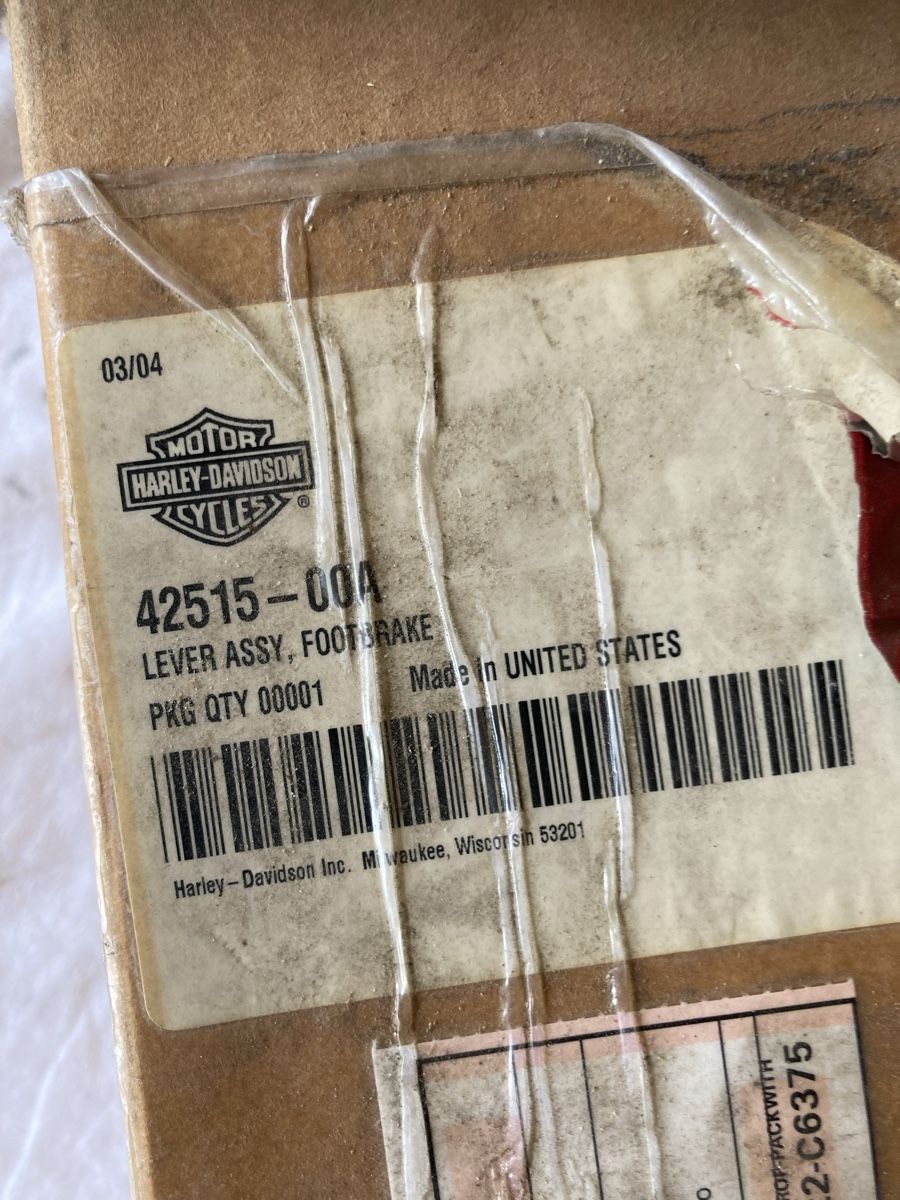 03/04
MOTOR
HARLEY-DAVIDSON
CYCLES
®
42515-00A
LEVER ASSY, FOOTBRAKE
PKG QTY 00001
Made in UNITED STATES
Harley-Davidson Inc. Milwaukee, Wisconsin 53201
PACKWITH
2-C6375